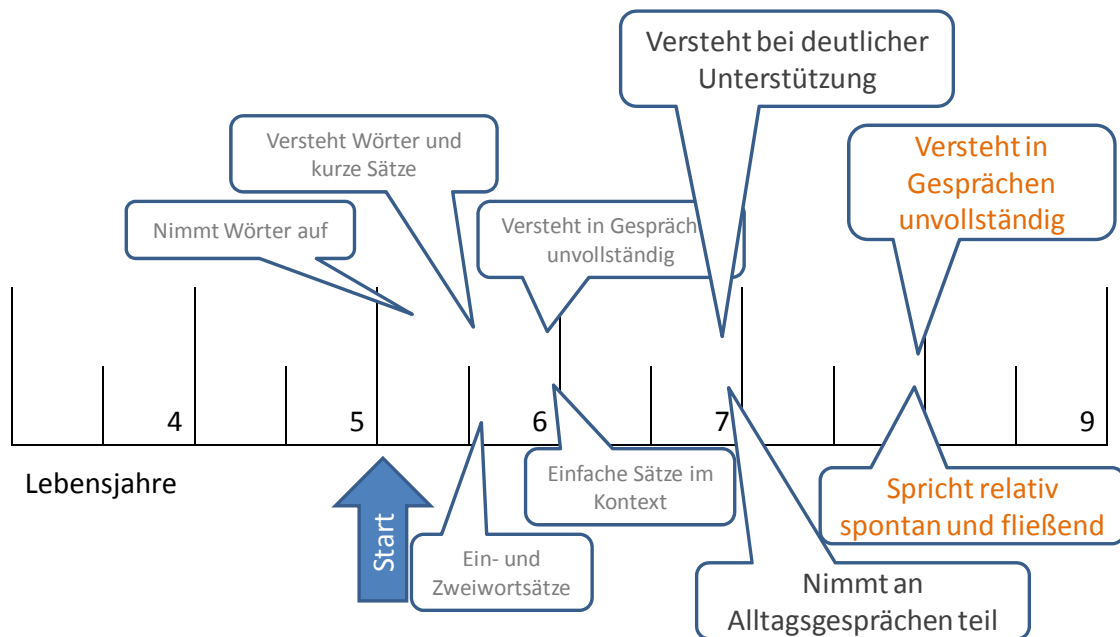 Versteht bei deutlicher
Unterstützung
Versteht Wörter und
kurze Sätze
Versteht in
Gesprächen
unvollständig
Nimmt Wörter auf
Versteht in Gespräch
unvollständig
4
5
6
7
9
Lebensjahre
Start
Einfache Sätze im
Kontext
Spricht relativ
spontan und fließend
Ein- und
Zweiwortsätze
Nimmt an
Alltagsgesprächen teil